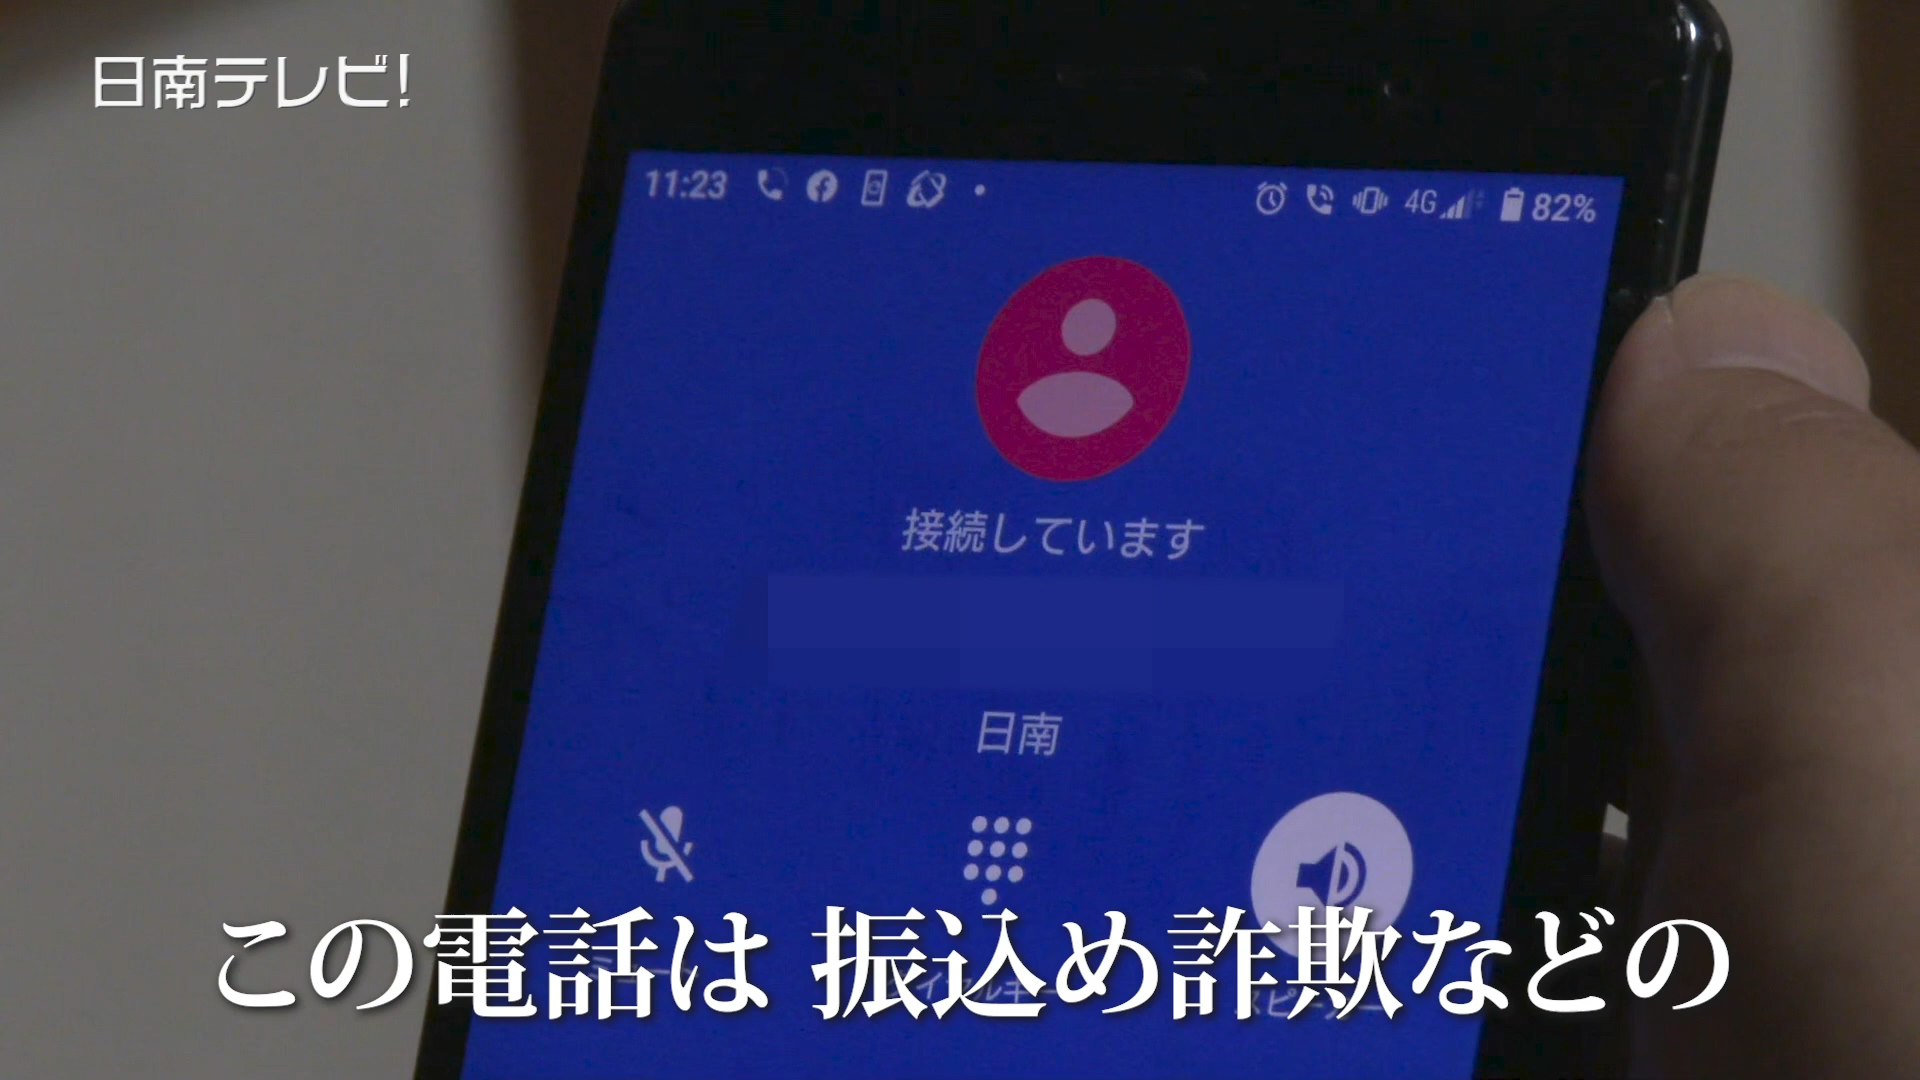 日南テレビ!
11:23
4G 82%
接続しています
日南
この電話は 振込め詐欺などの